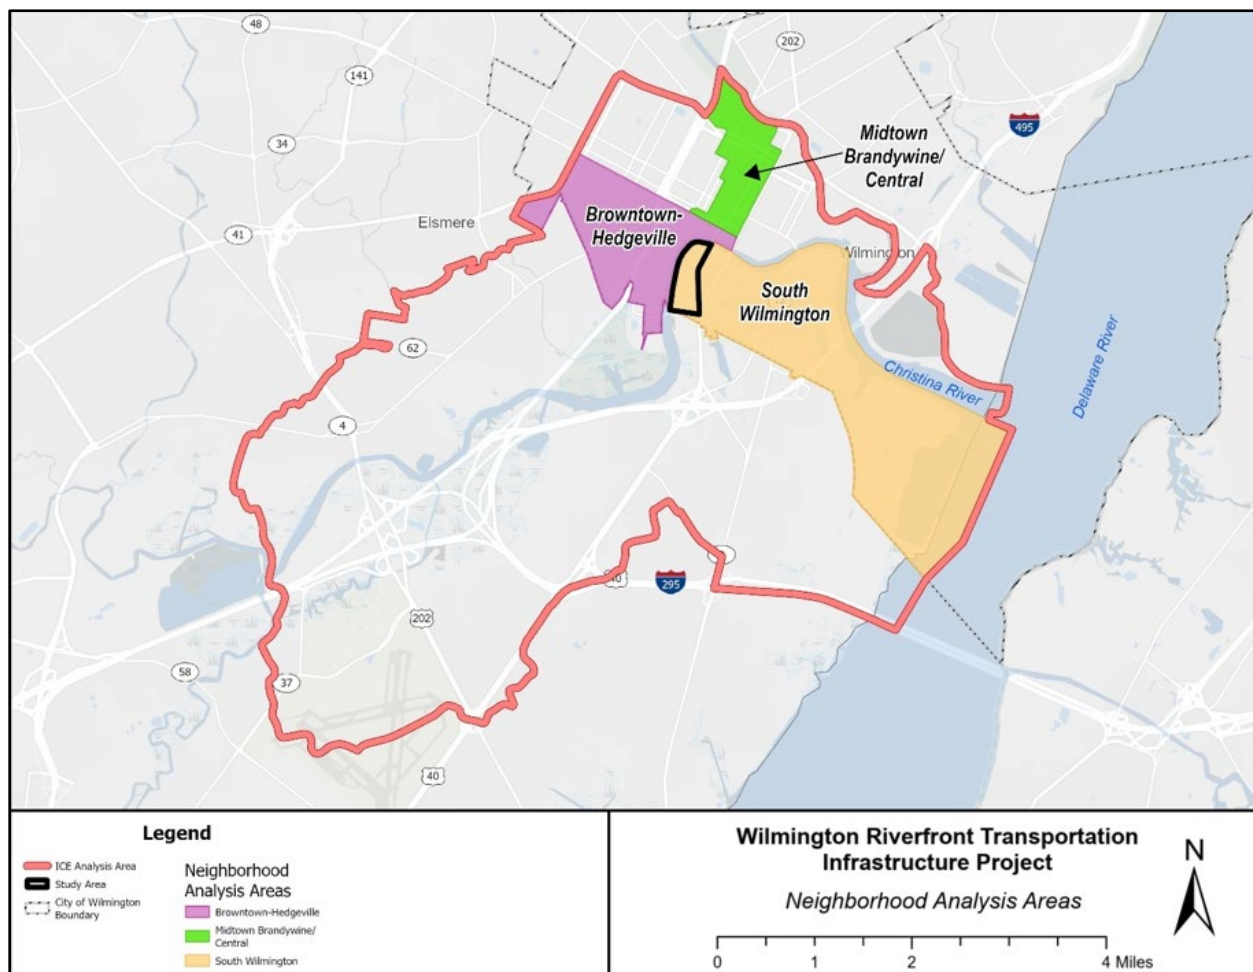 48
202
141
495
34
Midtown
Brandywine/
Central
Elsmere
Browntown-
Hedgeville
41
Wilmington
South
Wilmington
62
Christina River
Delaware River
4
295
40
202
58
37
40
Legend
ICE Analysis Area
Study Area
City of Wilmington
Boundary
Neighborhood
Analysis Areas
Browntown-Hedgeville
Midtown Brandywine/
Central
South Wilmington
Wilmington Riverfront Transportation
Infrastructure Project
Neighborhood Analysis Areas
N
0 1 2 4 Miles